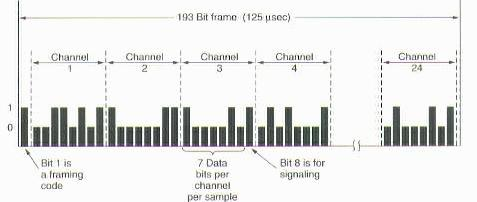 193 Bit frame (125 μsec)
Channel
1
Channel
2
Channel
3
Channel
4
Channel
24
1
0
Bit 1 is
a framing
code
7 Data
bits per
channel
per sample
Bit 8 is for
signaling